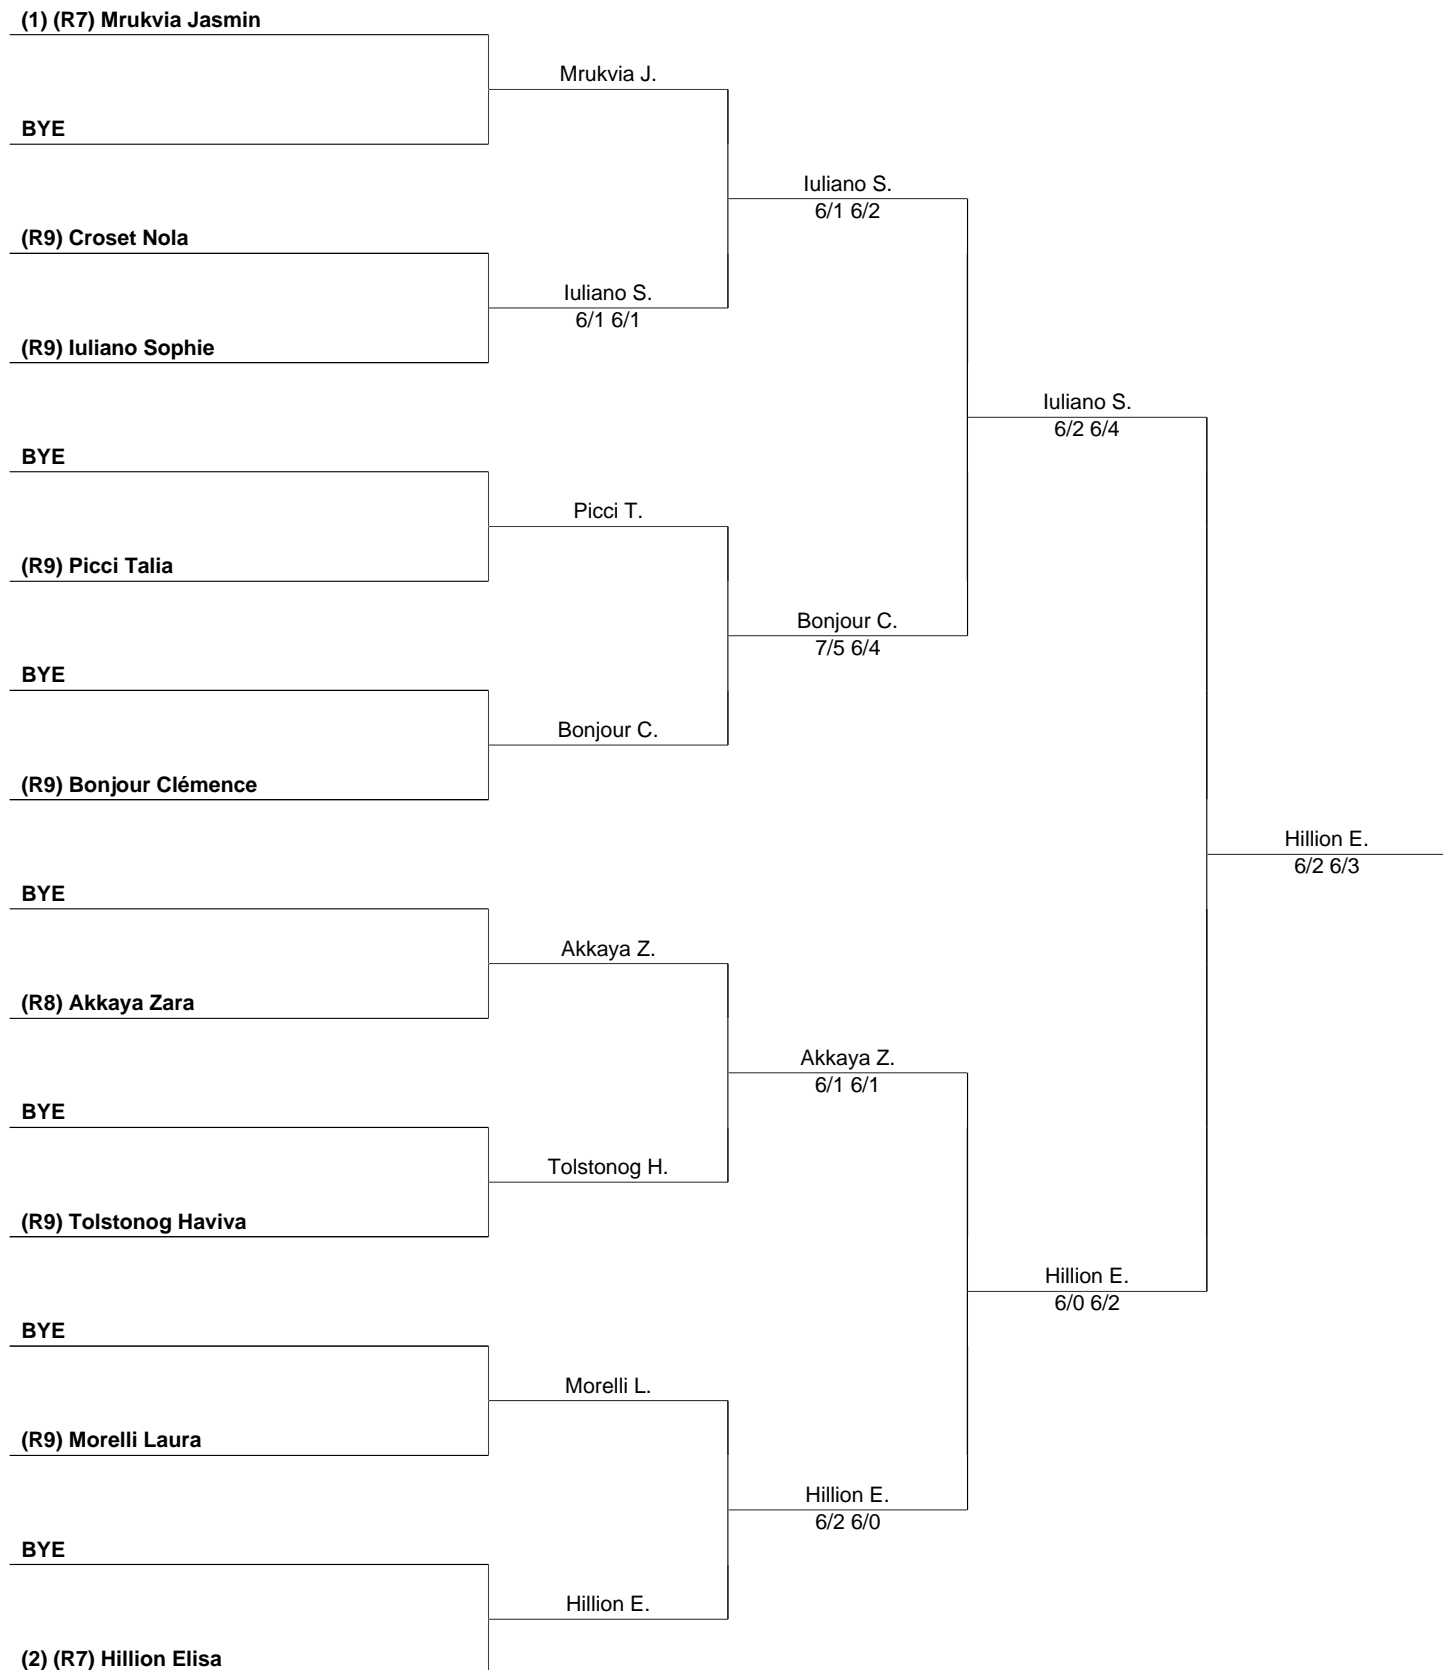 (1) (R7) Mrukvia Jasmin
Mrukvia J.
BYE
Iuliano S.
6/1 6/2
(R9) Croset Nola
Iuliano S.
6/1 6/1
(R9) Iuliano Sophie
Iuliano S.
6/2 6/4
BYE
Picci T.
(R9) Picci Talia
Bonjour C.
7/5 6/4
BYE
Bonjour C.
(R9) Bonjour Clémence
Hillion E.
6/2 6/3
BYE
Akkaya Z.
(R8) Akkaya Zara
Akkaya Z.
6/1 6/1
BYE
Tolstonog H.
(R9) Tolstonog Haviva
Hillion E.
6/0 6/2
BYE
Morelli L.
(R9) Morelli Laura
Hillion E.
6/2 6/0
BYE
Hillion E.
(2) (R7) Hillion Elisa